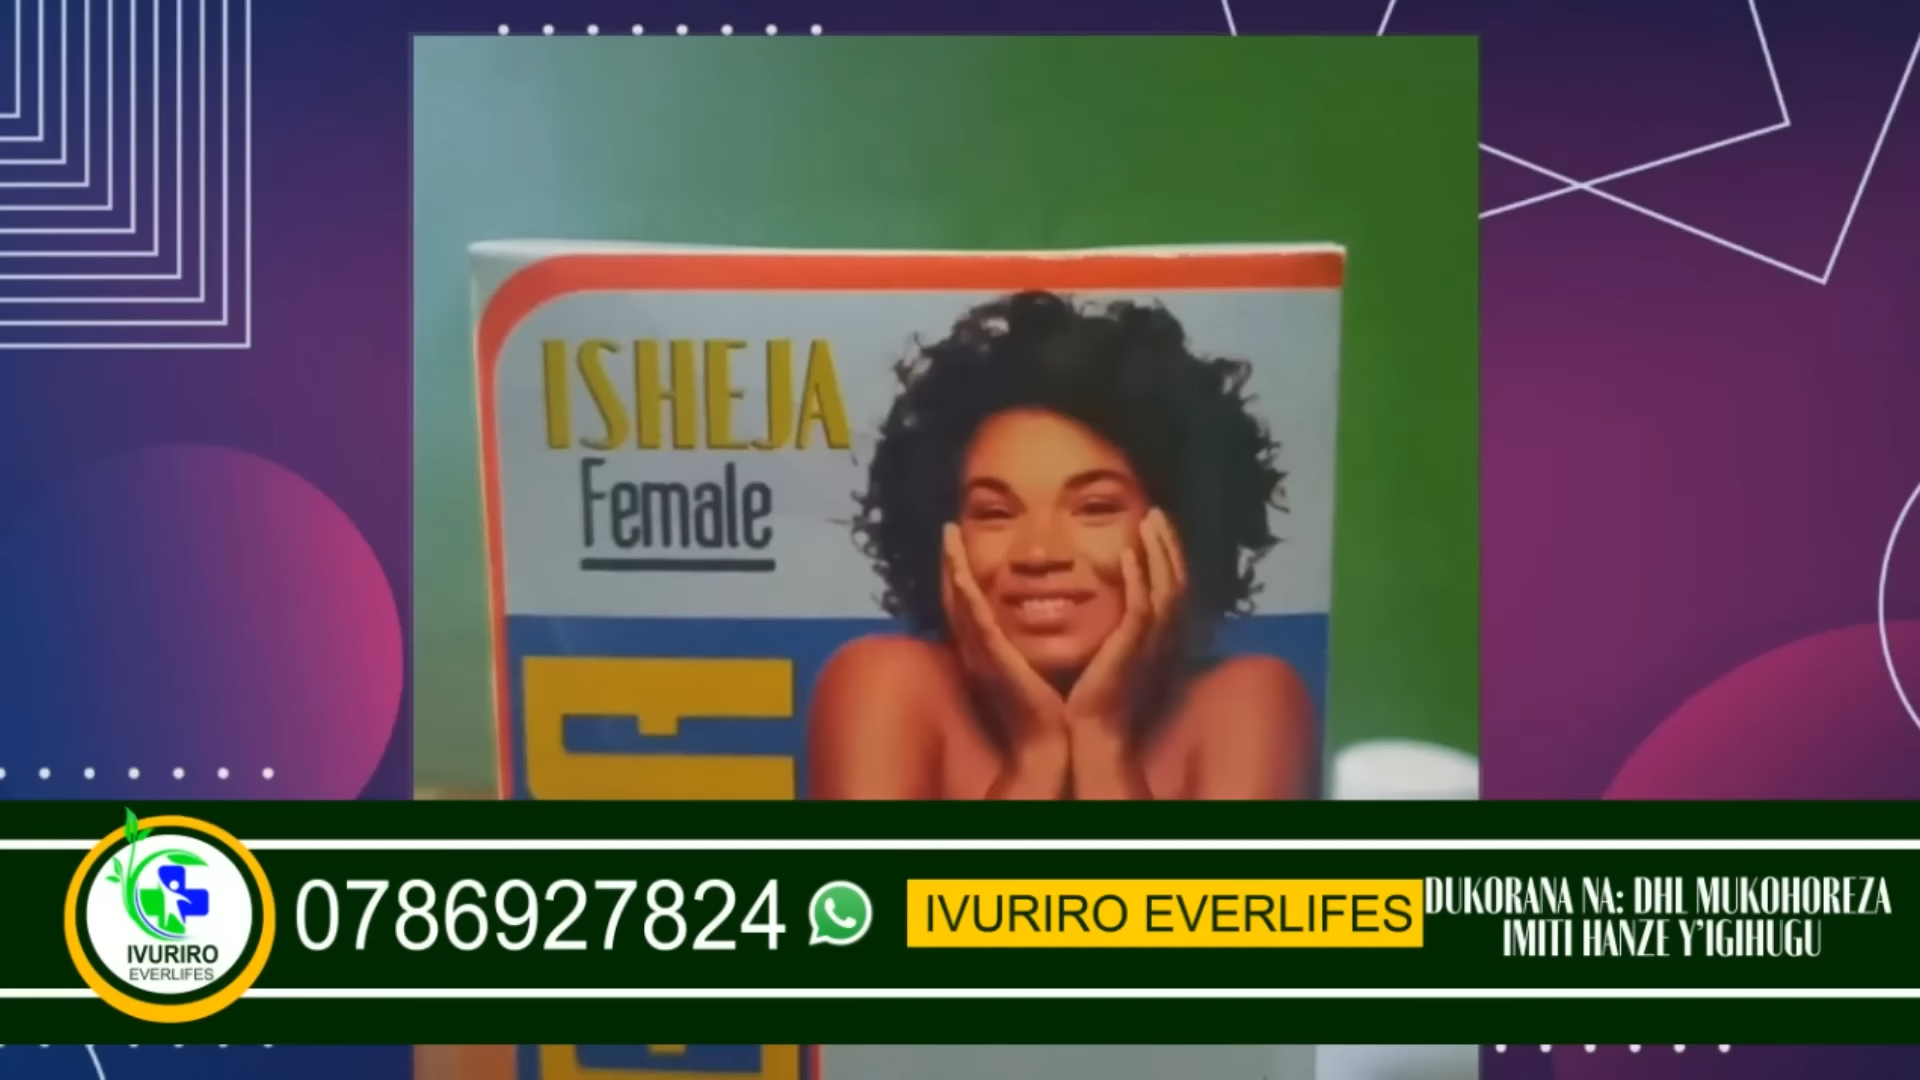 ISHEJA
Female
IVURIRO
EVERLIFES
0786927824
IVURIRO EVERLIFES
DUKORANA NA: DHL MUKOHOREZA
IMITI HANZE Y'IGIHUGU